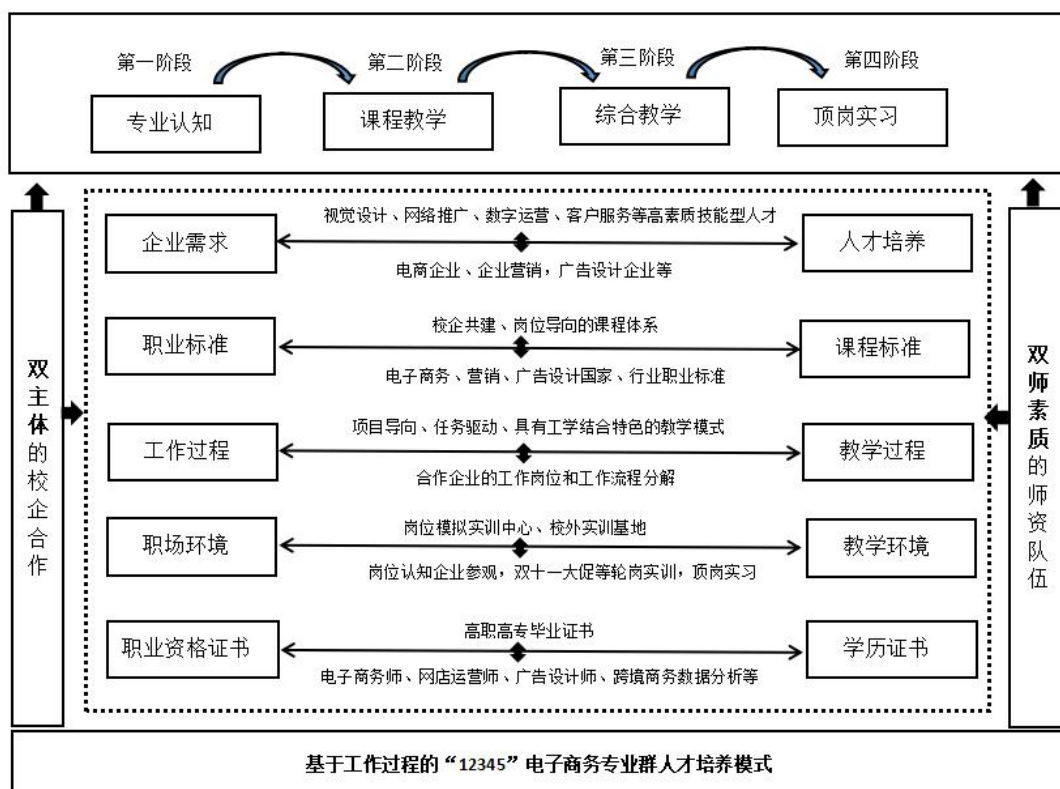 第一阶段
第二阶段
第三阶段
第四阶段
专业认知
课程教学
综合教学
顶岗实习
双主体的校企合作
视觉设计、网络推广、数字运营、客户服务等高素质技能型人才
企业需求
人才培养
电商企业、企业营销，广告设计企业等
校企共建、岗位导向的课程体系
职业标准
课程标准
电子商务、营销、广告设计国家、行业职业标准
项目导向、任务驱动、具有工学结合特色的教学模式
工作过程
教学过程
合作企业的工作岗位和工作流程分解
岗位模拟实训中心、校外实训基地
职场环境
教学环境
岗位认知企业参观，双十一大促等轮岗实训，顶岗实习
高职高专毕业证书
职业资格证书
学历证书
电子商务师、网店运营师、广告设计师、跨境商务数据分析等
双师素质的师资队伍
基于工作过程的“12345”电子商务专业群人才培养模式